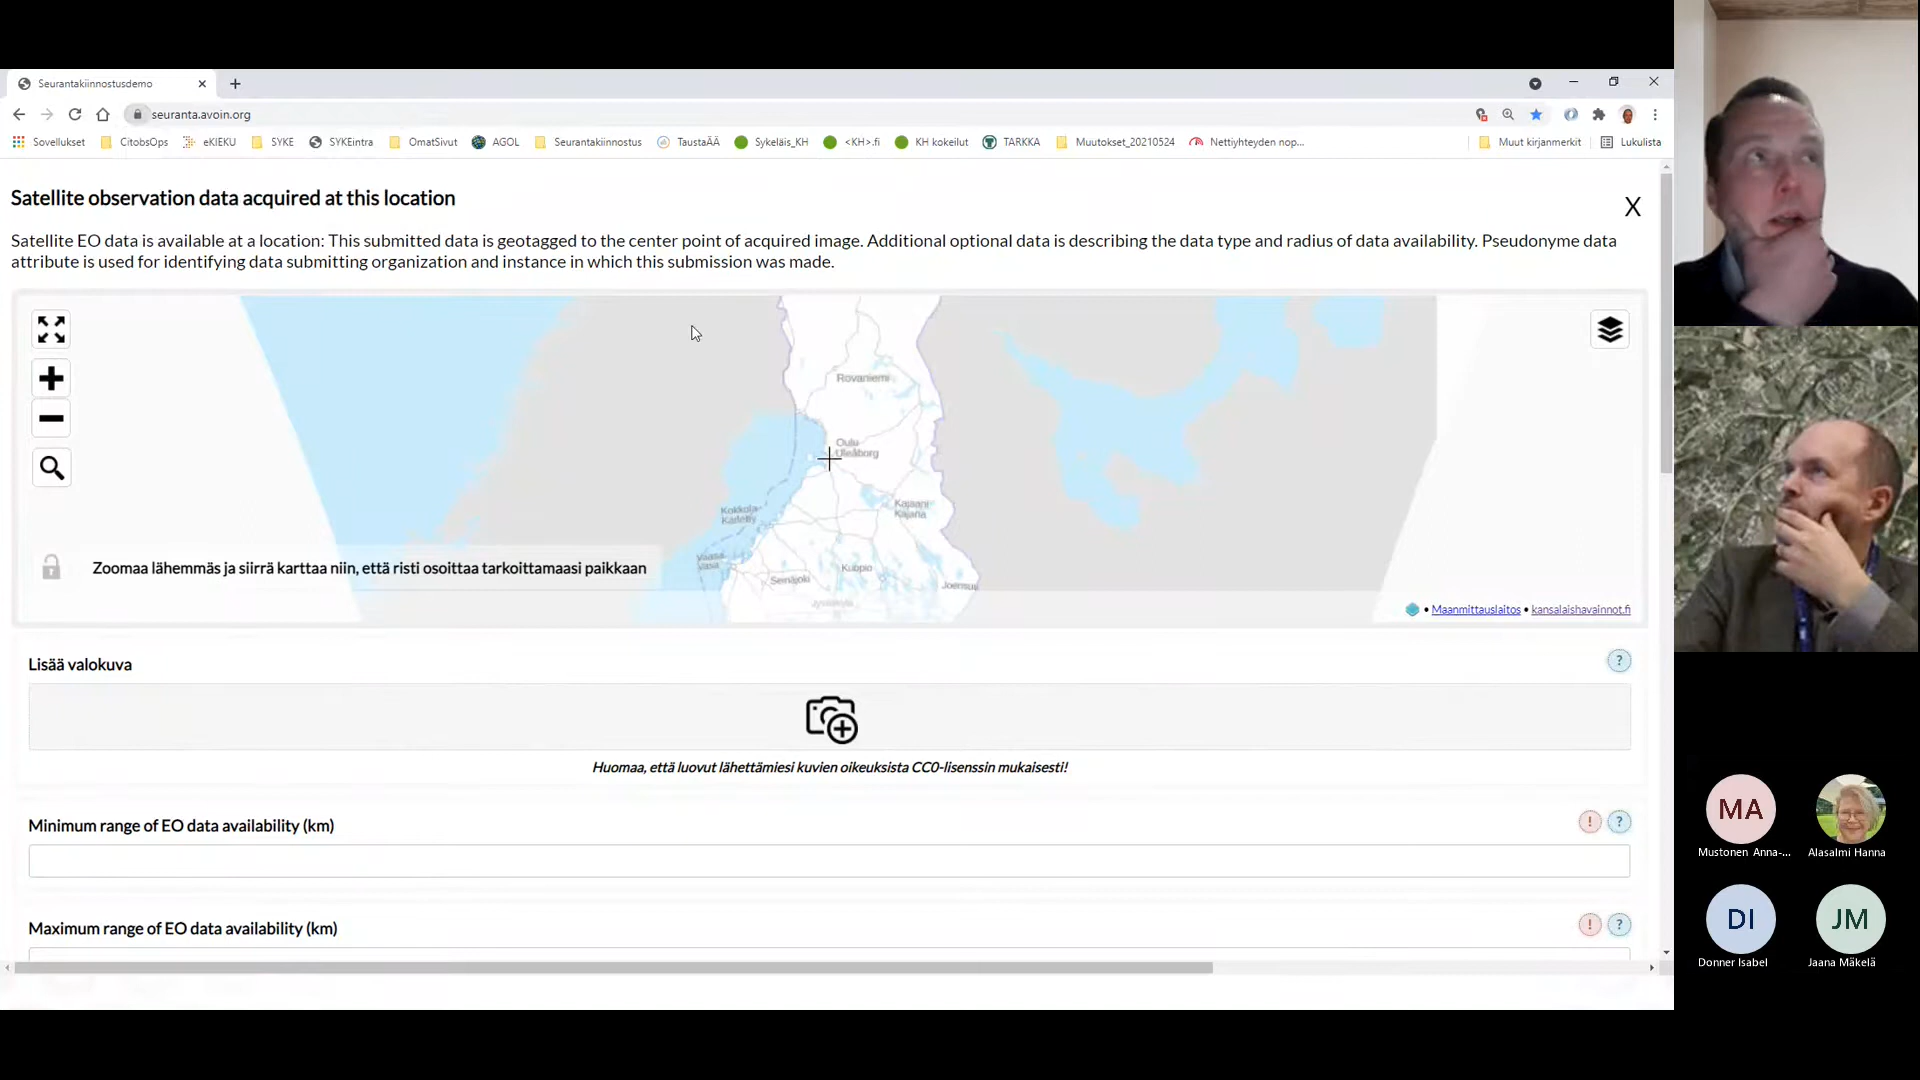 Seurantakiinnostusdemo
seuranta.avoin.org
Sovellukset CitobsOps eKIEKU SYKE SYKEintra OmatSivut AGOL Seurantakiinnostus TaustaÄÄ Sykeläis_KH <KH>.fi KH kokeilut TARKKA Muutokset_20210524 Nettiyhteyden nop... Muut kirjanmerkit Lukulista
Satellite observation data acquired at this location
X
Satellite EO data is available at a location: This submitted data is geotagged to the center point of acquired image. Additional optional data is describing the data type and radius of data availability. Pseudonyme data
attribute is used for identifying data submitting organization and instance in which this submission was made.
Rovaniemi
Oulu
Uleåborg
Kajaani
Kajana
Kokkola
Karleby
Vaasa
Vasa
Kuopio
Seinäjoki
Joensuu
Jyväskylä
Zoomaa lähemmäs ja siirrä karttaa niin, että risti osoittaa tarkoittamaasi paikkaan
• Maanmittauslaitos • kansalaishavainnot.fi
Lisää valokuva
?
Huomaa, että luovut lähettämiesi kuvien oikeuksista CC0-lisenssin mukaisesti!
Minimum range of EO data availability (km)
! ?
Maximum range of EO data availability (km)
! ?
MA
Mustonen Anna-...
Alasalmi Hanna
DI
Donner Isabel
JM
Jaana Mäkelä